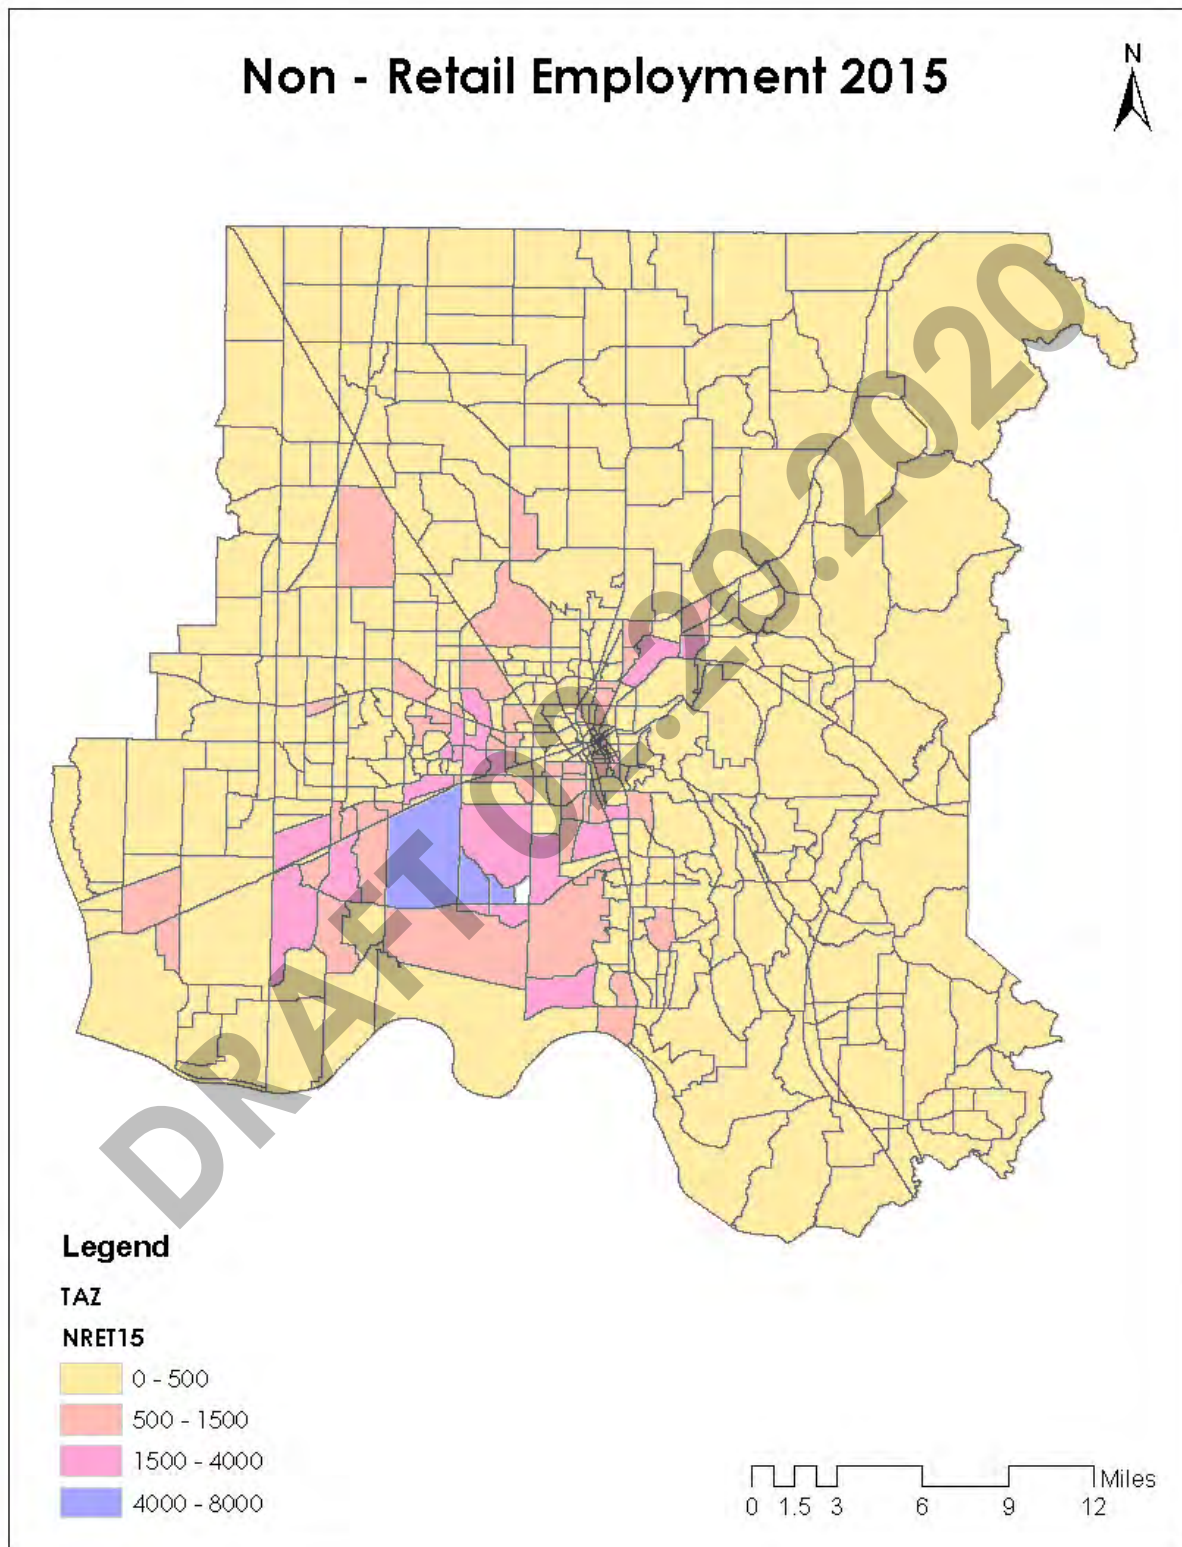 Non - Retail Employment 2015
N
DRAFT 02.20.2020
Legend
TAZ
NRET15
0 - 500
500 - 1500
1500 - 4000
4000 - 8000
Miles
0 1.5 3 6 9 12